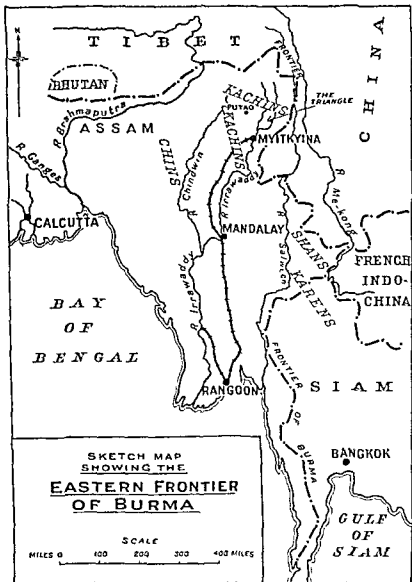 N
TIBET
FRONTIER
CHINA
BHUTAN
R Brahmaputra
ASSAM
KACHINS
PUTAO
THE
TRIANGLE
KACHINS
MYITKYINA
CHINS
R Chindwin
R Irrawaddy
R Ganges
CALCUTTA
MANDALAY
R Salwien
R Me-kong
SHANS
KARENS
FRENCH
INDO-
CHINA
R Irrawaddy
BAY
OF
BENGAL
RANGOON
FRONTIER OF BURMA
SIAM
BANGKOK
GULF
OF
SIAM
SKETCH MAP
SHOWING THE
EASTERN FRONTIER
OF BURMA
SCALE
MILES 0 100 200 300 400 MILES